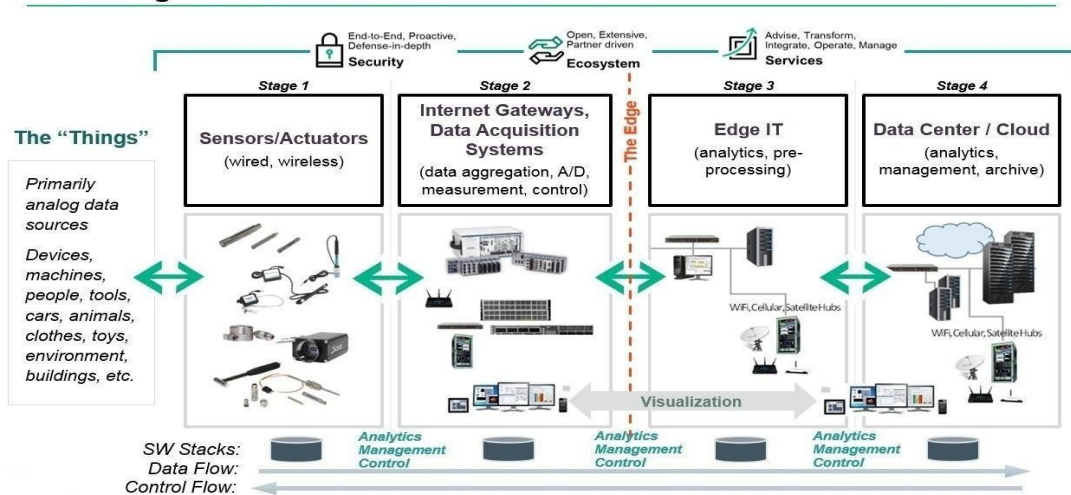 End-to-End, Proactive,
Defense-in-depth
Security
Open, Extensive,
Partner driven
Ecosystem
Advise, Transform,
Integrate, Operate, Manage
Services
The “Things”
Primarily
analog data
sources
Devices,
machines,
people, tools,
cars, animals,
clothes, toys,
environment,
buildings, etc.
Stage 1
Sensors/Actuators
(wired, wireless)
Stage 2
Internet Gateways,
Data Acquisition
Systems
(data aggregation, A/D,
measurement, control)
The Edge
Stage 3
Edge IT
(analytics, pre-
processing)
Stage 4
Data Center / Cloud
(analytics,
management, archive)
WiFi, Cellular, Satellite Hubs
WiFi, Cellular, Satellite Hubs
Visualization
SW Stacks:
Analytics
Management
Control
Analytics
Management
Control
Analytics
Management
Control
Data Flow:
Control Flow: